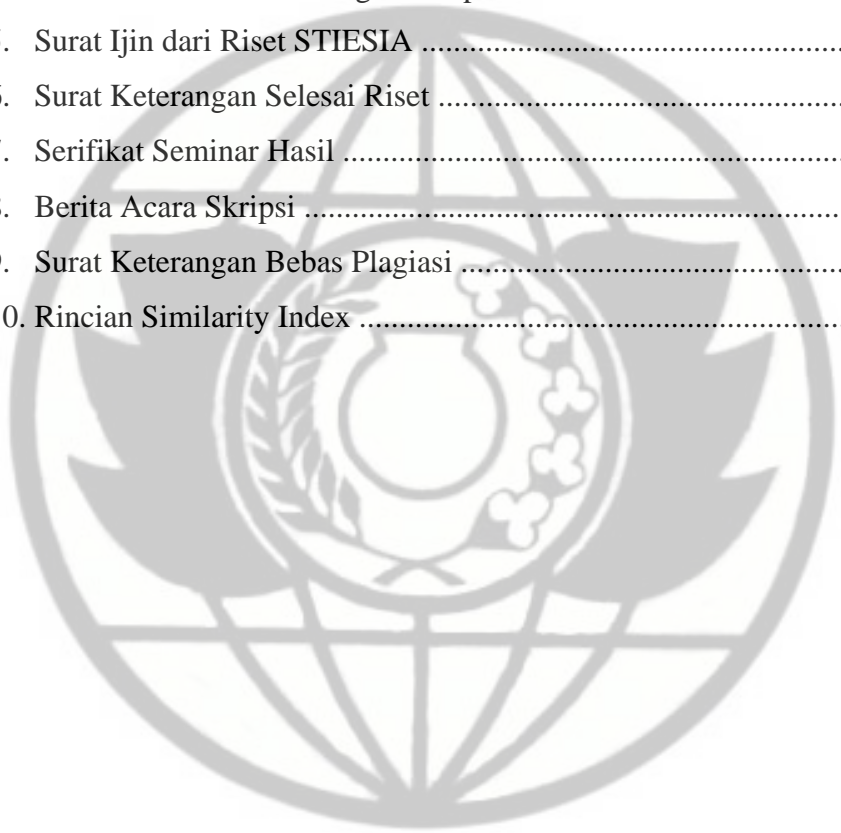 . Surat Ijin dari Riset STIESIA ..........................................................
. Surat Keterangan Selesai Riset ........................................................
. Serifikat Seminar Hasil ....................................................................
. Berita Acara Skripsi .........................................................................
. Surat Keterangan Bebas Plagiasi .....................................................
0. Rincian Similarity Index ..................................................................